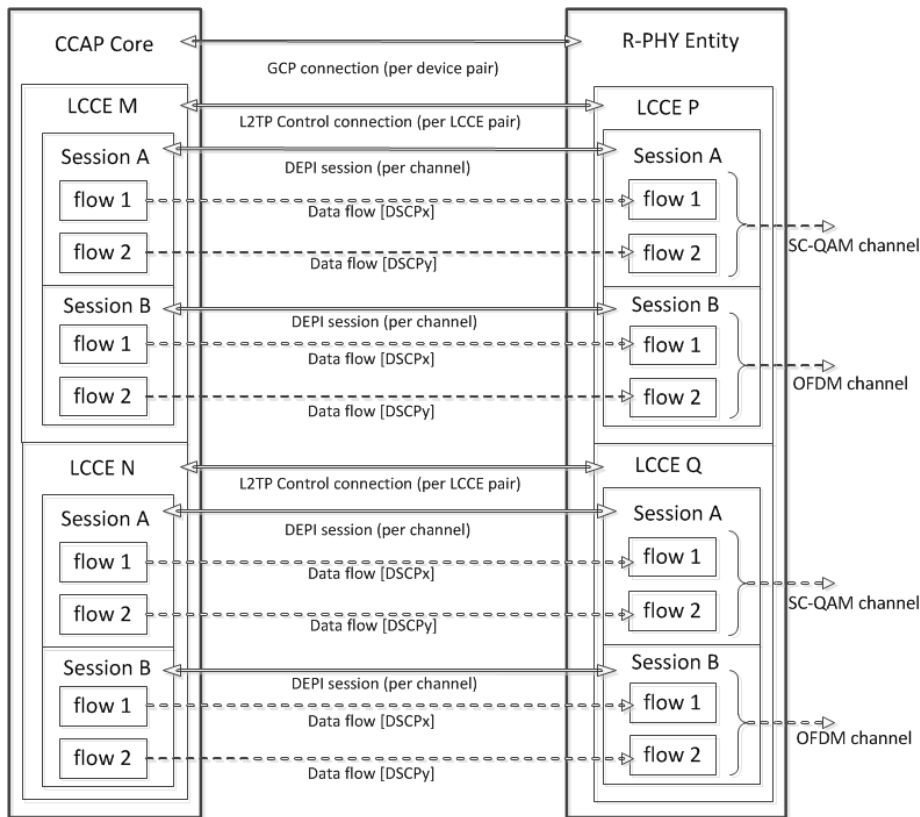 CCAP Core
R-PHY Entity
GCP connection (per device pair)
LCCE M
LCCE P
L2TP Control connection (per LCCE pair)
Session A
Session A
DEPI session (per channel)
flow 1
flow 1
Data flow [DSCPx]
SC-QAM channel
flow 2
flow 2
Data flow [DSCPy]
Session B
Session B
DEPI session (per channel)
flow 1
flow 1
Data flow [DSCPx]
OFDM channel
flow 2
flow 2
Data flow [DSCPy]
LCCE N
LCCE Q
L2TP Control connection (per LCCE pair)
Session A
Session A
DEPI session (per channel)
flow 1
flow 1
Data flow [DSCPx]
SC-QAM channel
flow 2
flow 2
Data flow [DSCPy]
Session B
Session B
DEPI session (per channel)
flow 1
flow 1
Data flow [DSCPx]
OFDM channel
flow 2
flow 2
Data flow [DSCPy]